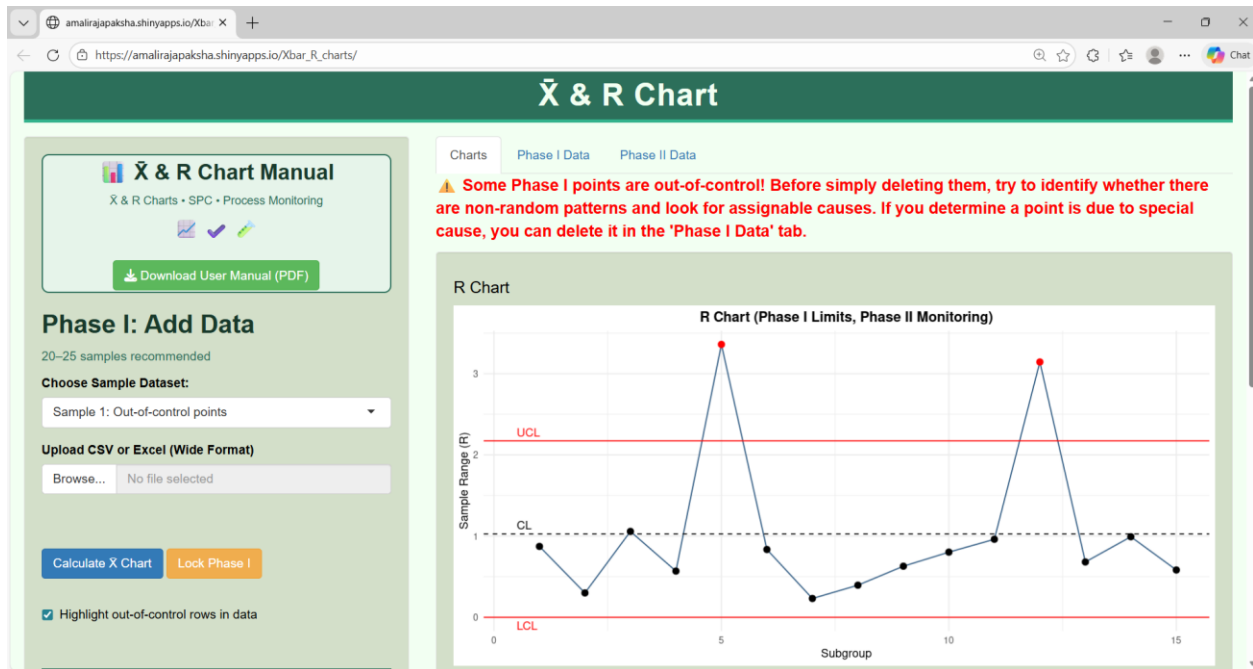 amalirajapaksha.shinyapps.io/Xbar
https://amalirajapaksha.shinyapps.io/Xbar_R_charts/
Chat
X̄ & R Chart
X̄ & R Chart Manual
X̄ & R Charts • SPC • Process Monitoring
Download User Manual (PDF)
Phase I: Add Data
20–25 samples recommended
Choose Sample Dataset:
Sample 1: Out-of-control points
Upload CSV or Excel (Wide Format)
Browse... No file selected
Calculate X̄ Chart Lock Phase I
Highlight out-of-control rows in data
Charts Phase I Data Phase II Data
Some Phase I points are out-of-control! Before simply deleting them, try to identify whether there
are non-random patterns and look for assignable causes. If you determine a point is due to special
cause, you can delete it in the 'Phase I Data' tab.
R Chart
R Chart (Phase I Limits, Phase II Monitoring)
Sample Range (R)
3
2
1
0
UCL
CL
LCL
0 5 10 15
Subgroup